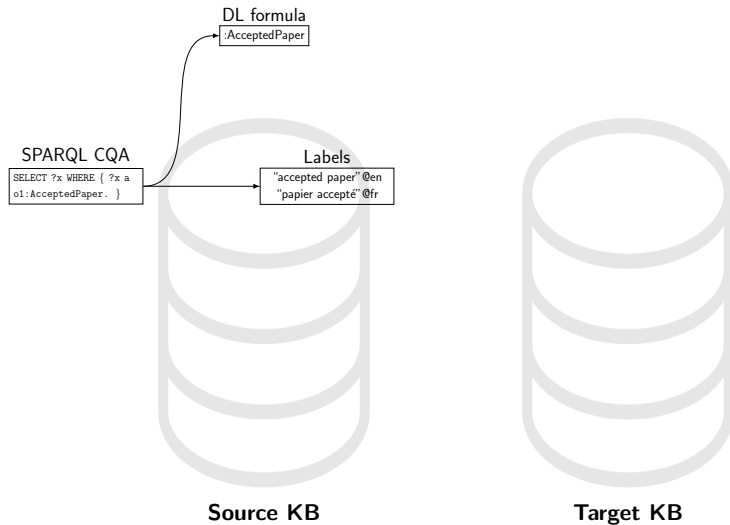 DL formula
:AcceptedPaper
SPARQL CQA
SELECT ?x WHERE { ?x a
o1:AcceptedPaper. }
Labels
“accepted paper”@en
“papier accepté”@fr
Source KB
Target KB